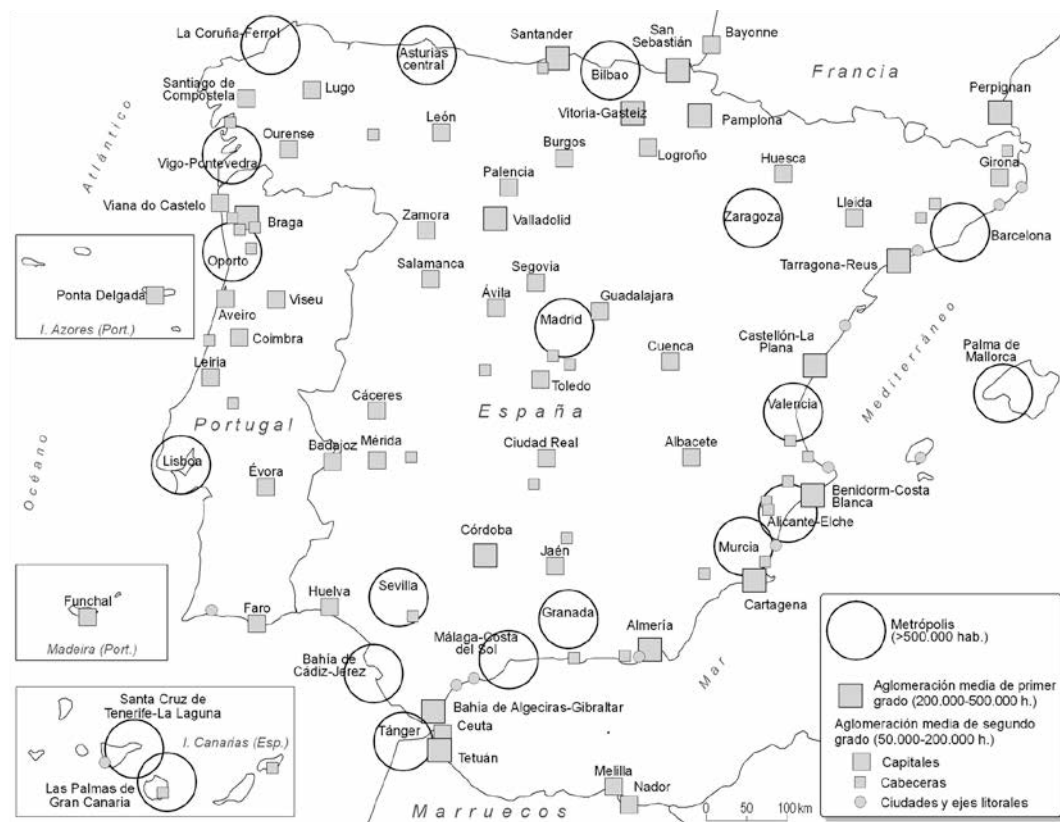 La Coruña-Ferrol
Asturias
central
Santander
San
Sebastián
Bayonne
Bilbao
Francia
Santiago de
Compostela
Lugo
León
Vitoria-Gasteiz
Pamplona
Perpignan
Atlántico
Ourense
Burgos
Logroño
Vigo-Pontevedra
Palencia
Huesca
Girona
Viana do Castelo
Braga
Zamora
Valladolid
Zaragoza
Lleida
Barcelona
Oporto
Tarragona-Reus
Salamanca
Segovia
Ponta Delgada
Aveiro
Viseu
Ávila
Guadalajara
I. Azores (Port.)
Madrid
Coimbra
Castellón-La
Plana
Mediterráneo
Palma de
Mallorca
Leiria
Cuenca
Toledo
Cáceres
Valencia
Portugal
España
Badajoz
Mérida
Ciudad Real
Albacete
Lisboa
Évora
Océano
Benidorm-Costa
Blanca
Alicante-Elche
Córdoba
Jaén
Murcia
Sevilla
Cartagena
Funchal
Huelva
Granada
Faro
Almería
Madeira (Port.)
Málaga-Costa
del Sol
Mar
Bahía de
Cádiz-Jerez
Santa Cruz de
Tenerife-La Laguna
Bahia de Algeciras-Gibraltar
Tánger
Ceuta
I. Canarias (Esp.)
Tetuán
Las Palmas de
Gran Canaria
Melilla
Nador
Marruecos
0 50 100 km
Metrópolis
(>500.000 hab.)
Aglomeración media de primer
grado (200.000-500.000 h.)
Aglomeración media de segundo
grado (50.000-200.000 h.)
Capitales
Cabeceras
Ciudades y ejes litorales